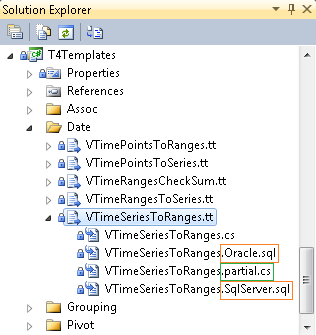 Solution Explorer
T4Templates
Properties
References
Assoc
Date
VTimePointsToRanges.tt
VTimePointsToSeries.tt
VTimeRangesCheckSum.tt
VTimeRangesToSeries.tt
VTimeSeriesToRanges.tt
VTimeSeriesToRanges.cs
VTimeSeriesToRanges.Oracle.sql
VTimeSeriesToRanges.partial.cs
VTimeSeriesToRanges.SqlServer.sql
Grouping
Pivot